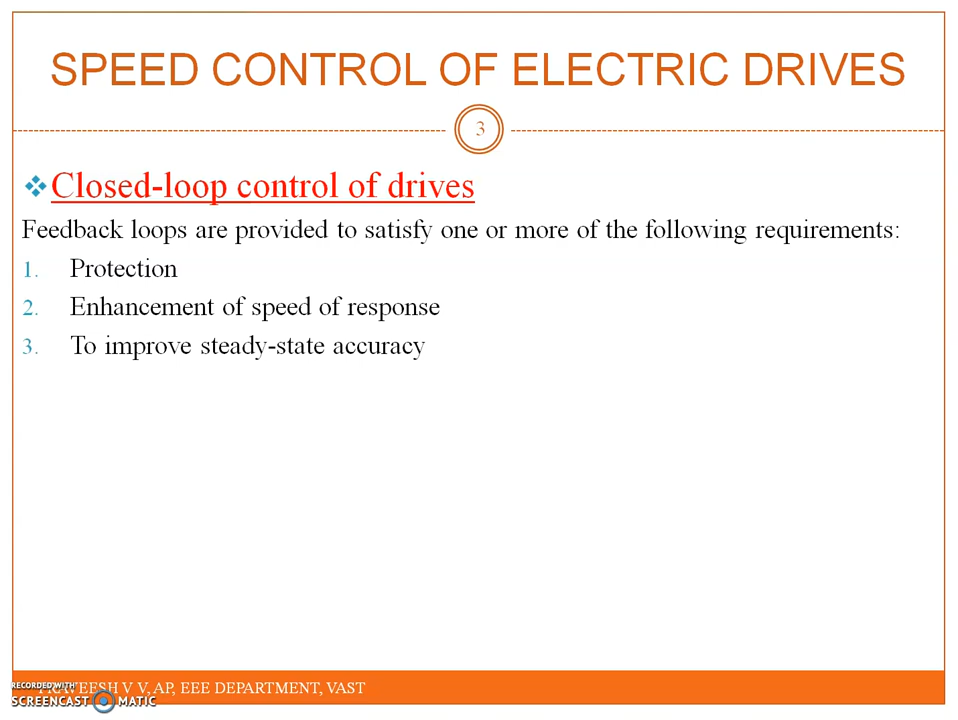 SPEED CONTROL OF ELECTRIC DRIVES
3
❖ Closed-loop control of drives
Feedback loops are provided to satisfy one or more of the following requirements:
1. Protection
2. Enhancement of speed of response
3. To improve steady-state accuracy
V V, AP, EEE DEPARTMENT, VAST
RECORDED WITH
SCREENCAST MATIC